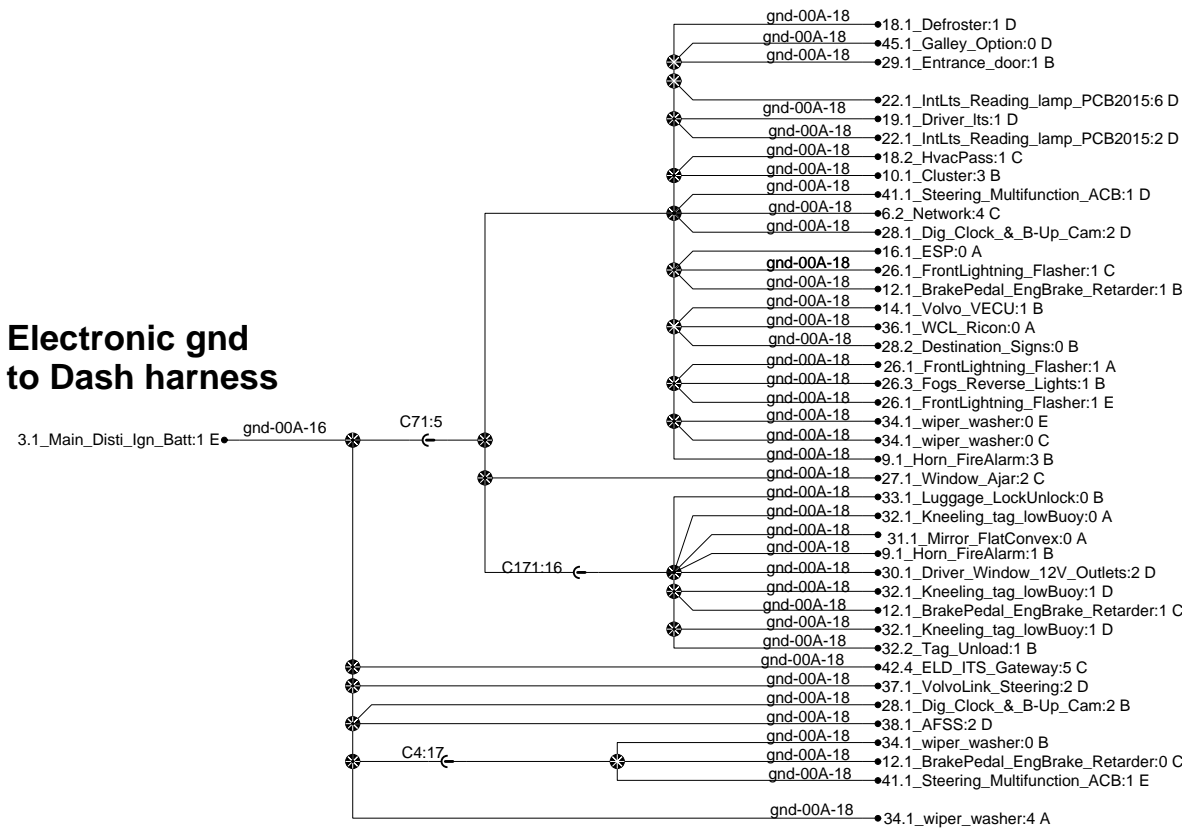 gnd-00A-18 18.1_Defroster:1 D
gnd-00A-18 45.1_Galley_Option:0 D
gnd-00A-18 29.1_Entrance_door:1 B
22.1_IntLts_Reading_lamp_PCB2015:6 D
gnd-00A-18 19.1_Driver_lts:1 D
gnd-00A-18 22.1_IntLts_Reading_lamp_PCB2015:2 D
gnd-00A-18 18.2_HvacPass:1 C
gnd-00A-18 10.1_Cluster:3 B
gnd-00A-18 41.1_Steering_Multifunction_ACB:1 D
gnd-00A-18 6.2_Network:4 C
gnd-00A-18 28.1_Dig_Clock_&_B-Up_Cam:2 D
gnd-00A-18 16.1_ESP:0 A
gnd-00A-18 26.1_FrontLightning_Flasher:1 C
gnd-00A-18 12.1_BrakePedal_EngBrake_Retarder:1 B
gnd-00A-18 14.1_Volvo_VECU:1 B
gnd-00A-18 36.1_WCL_Ricon:0 A
gnd-00A-18 28.2_Destination_Signs:0 B
gnd-00A-18 26.1_FrontLightning_Flasher:1 A
gnd-00A-18 26.3_Fogs_Reverse_Lights:1 B
gnd-00A-18 26.1_FrontLightning_Flasher:1 E
gnd-00A-18 34.1_wiper_washer:0 E
gnd-00A-18 34.1_wiper_washer:0 C
gnd-00A-18 9.1_Horn_FireAlarm:3 B
Electronic gnd
to Dash harness
3.1_Main_Disti_Ign_Batt:1 E gnd-00A-16 C71:5
gnd-00A-18 27.1_Window_Ajar:2 C
gnd-00A-18 33.1_Luggage_LockUnlock:0 B
gnd-00A-18 32.1_Kneeling_tag_lowBuoy:0 A
gnd-00A-18 31.1_Mirror_FlatConvex:0 A
gnd-00A-18 9.1_Horn_FireAlarm:1 B
C171:16 gnd-00A-18 30.1_Driver_Window_12V_Outlets:2 D
gnd-00A-18 32.1_Kneeling_tag_lowBuoy:1 D
gnd-00A-18 12.1_BrakePedal_EngBrake_Retarder:1 C
gnd-00A-18 32.1_Kneeling_tag_lowBuoy:1 D
gnd-00A-18 32.2_Tag_Unload:1 B
gnd-00A-18 42.4_ELD_ITS_Gateway:5 C
gnd-00A-18 37.1_VolvoLink_Steering:2 D
gnd-00A-18 28.1_Dig_Clock_&_B-Up_Cam:2 B
gnd-00A-18 38.1_AFSS:2 D
gnd-00A-18 34.1_wiper_washer:0 B
C4:17 gnd-00A-18 12.1_BrakePedal_EngBrake_Retarder:0 C
gnd-00A-18 41.1_Steering_Multifunction_ACB:1 E
gnd-00A-18 34.1_wiper_washer:4 A